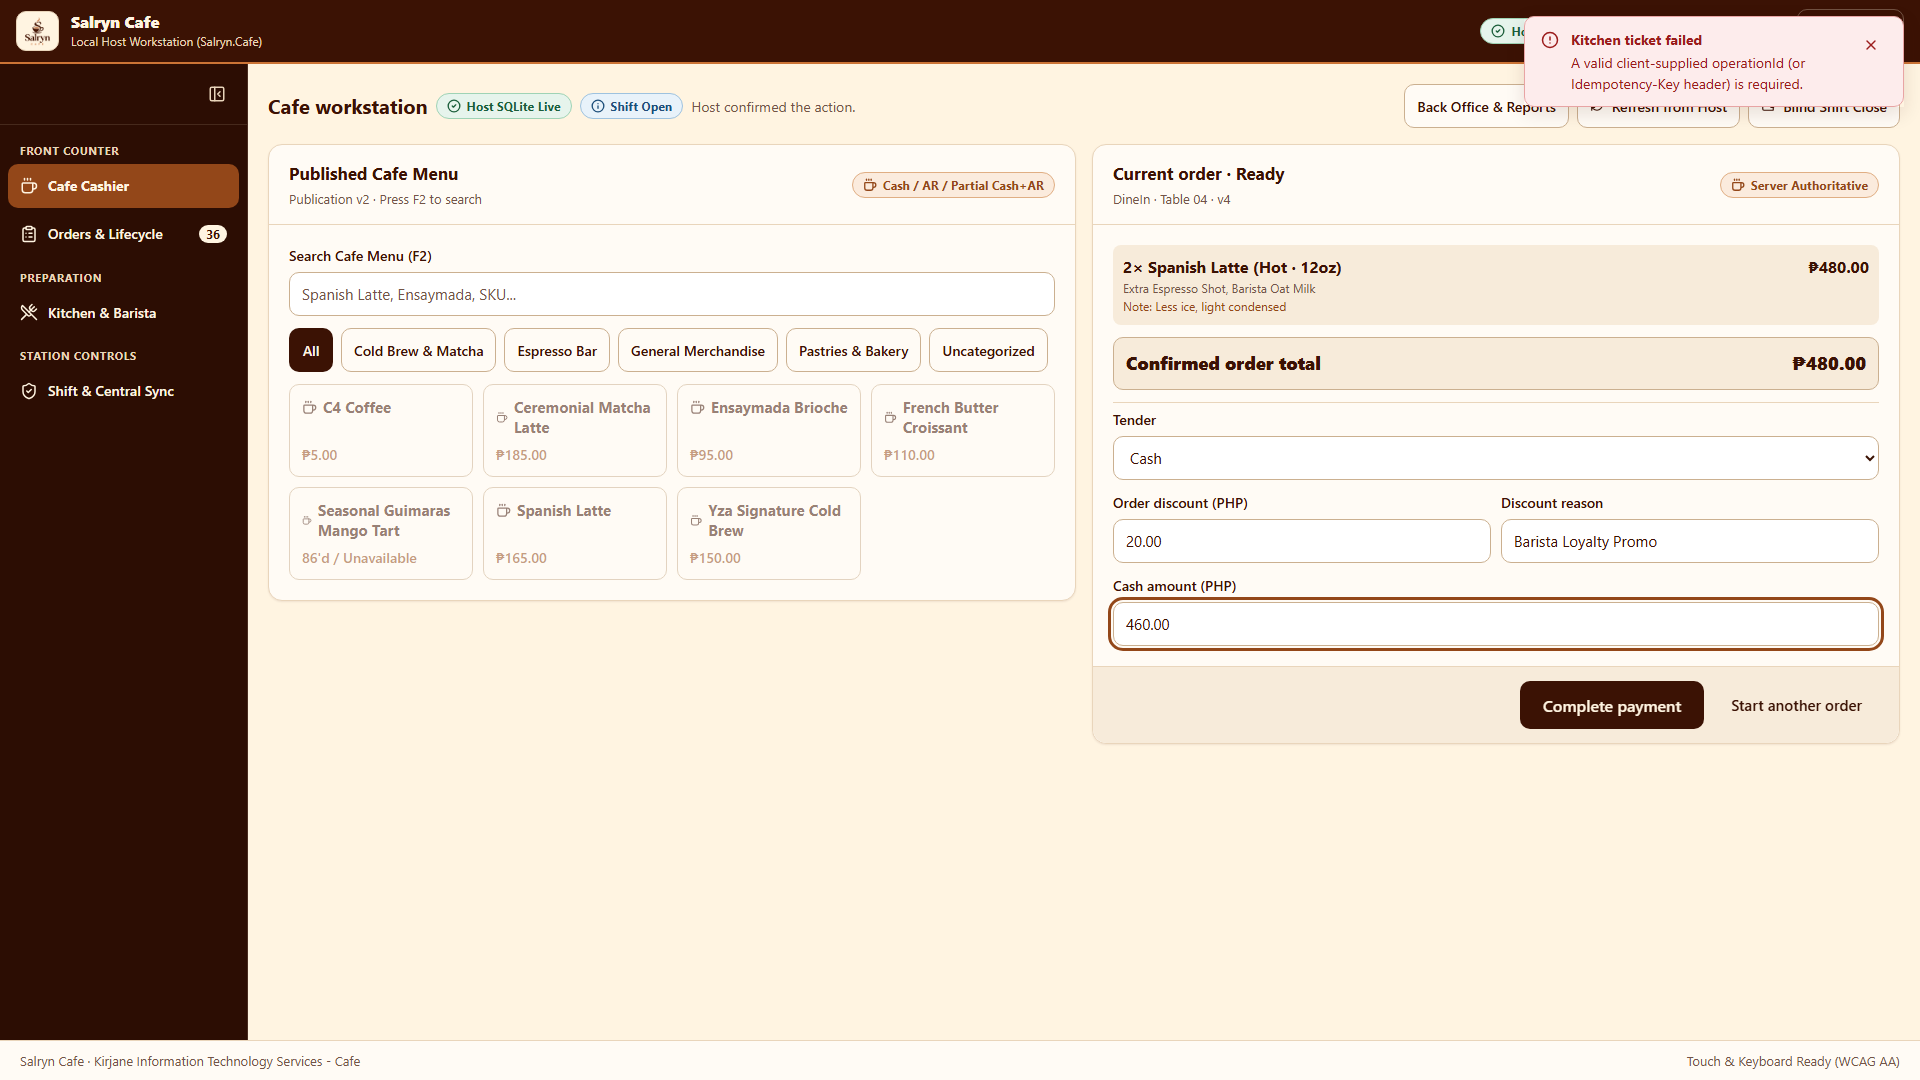 Salryn
Salryn Cafe
Local Host Workstation (Salryn.Cafe)
Kitchen ticket failed
A valid client-supplied operationId (or
Idempotency-Key header) is required.
Cafe workstation
Host SQLite Live
Shift Open
Host confirmed the action.
Back Office & Reports
Refresh from Host
Blind Shift Close
FRONT COUNTER
Cafe Cashier
Orders & Lifecycle
36
PREPARATION
Kitchen & Barista
STATION CONTROLS
Shift & Central Sync
Published Cafe Menu
Publication v2 · Press F2 to search
Cash / AR / Partial Cash+AR
Search Cafe Menu (F2)
Spanish Latte, Ensaymada, SKU...
All
Cold Brew & Matcha
Espresso Bar
General Merchandise
Pastries & Bakery
Uncategorized
C4 Coffee
₱5.00
Ceremonial Matcha
Latte
₱185.00
Ensaymada Brioche
₱95.00
French Butter
Croissant
₱110.00
Seasonal Guimaras
Mango Tart
86'd / Unavailable
Spanish Latte
₱165.00
Yza Signature Cold
Brew
₱150.00
Current order · Ready
DineIn · Table 04 · v4
Server Authoritative
2× Spanish Latte (Hot · 12oz)
₱480.00
Extra Espresso Shot, Barista Oat Milk
Note: Less ice, light condensed
Confirmed order total
₱480.00
Tender
Cash
Order discount (PHP)
20.00
Discount reason
Barista Loyalty Promo
Cash amount (PHP)
460.00
Complete payment
Start another order
Salryn Cafe · Kirjane Information Technology Services - Cafe
Touch & Keyboard Ready (WCAG AA)